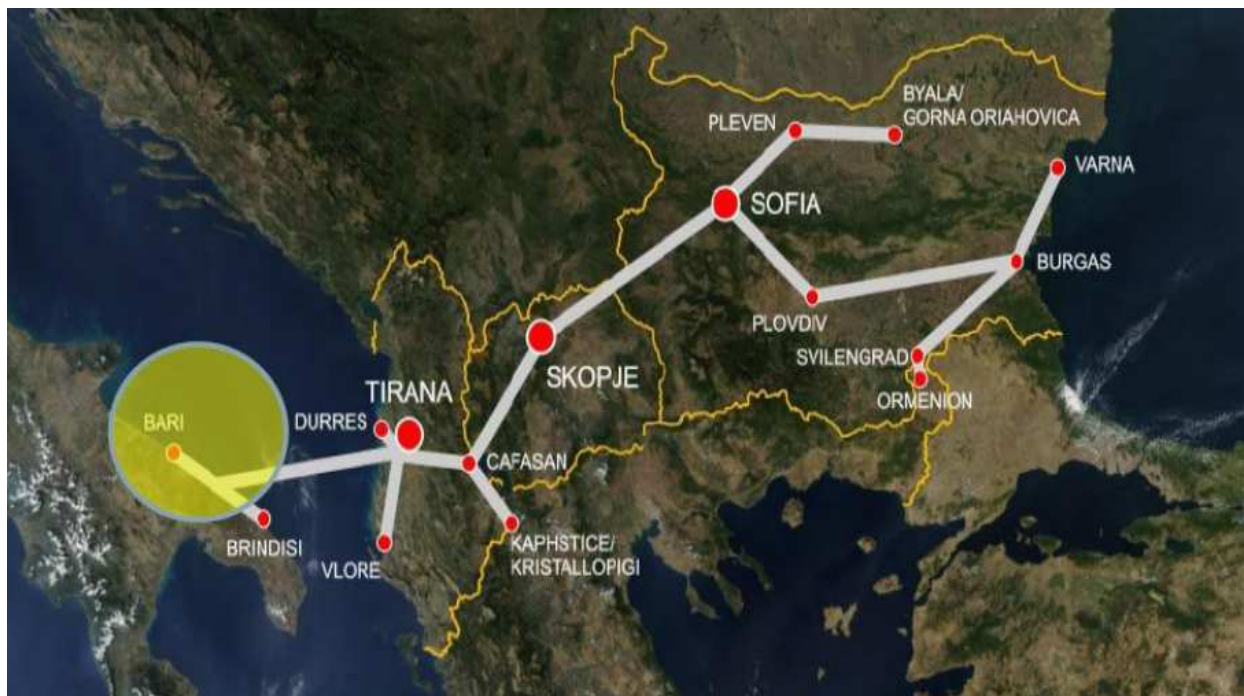 BYALA/
GORNA ORIAHOVICA
PLEVEN
VARNA
SOFIA
BURGAS
PLOVDIV
SVILENGRAD
ORMENION
SKOPJE
TIRANA
DURRES
BARI
CAFASAN
BRINDISI
VLORE
KAPHSTICE/
KRISTALLOPIGI